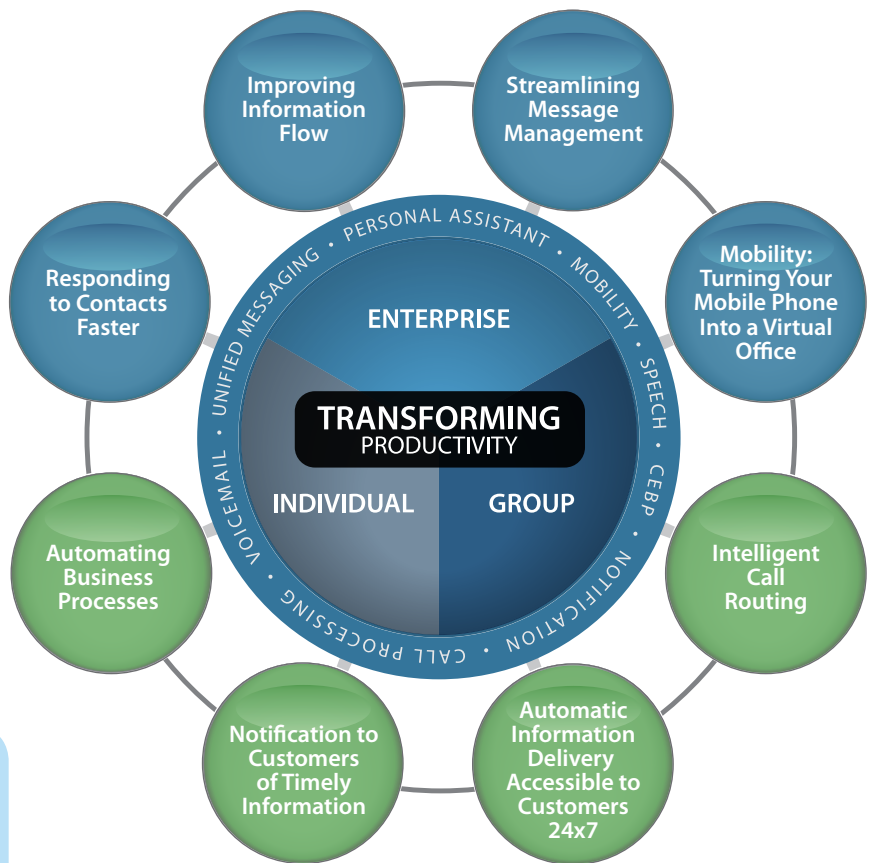 Improving
Information
Flow
Streamlining
Message
Management
Responding
to Contacts
Faster
Mobility:
Turning Your
Mobile Phone
Into a Virtual
Office
VOICEMAIL • UNIFIED MESSAGING • PERSONAL ASSISTANT • MOBILITY • SPEECH • CEBP • NOTIFICATION • CALL PROCESSING •
ENTERPRISE
TRANSFORMING
PRODUCTIVITY
INDIVIDUAL
GROUP
Automating
Business
Processes
Intelligent
Call
Routing
Notification to
Customers
of Timely
Information
Automatic
Information
Delivery
Accessible to
Customers
24x7